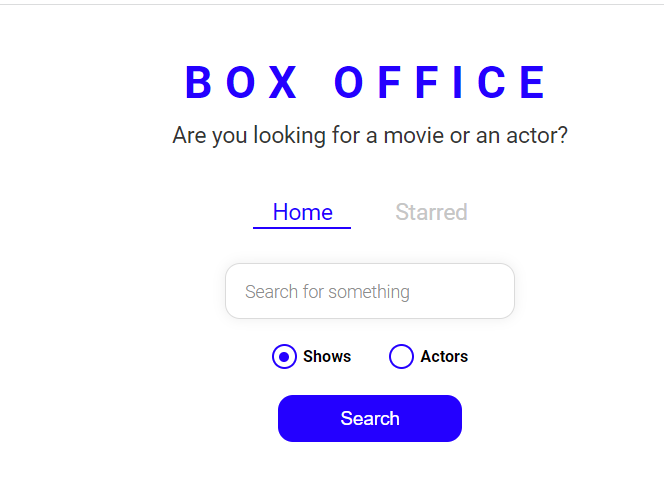 BOX OFFICE
Are you looking for a movie or an actor?
Home Starred
Search for something
Shows Actors
Search